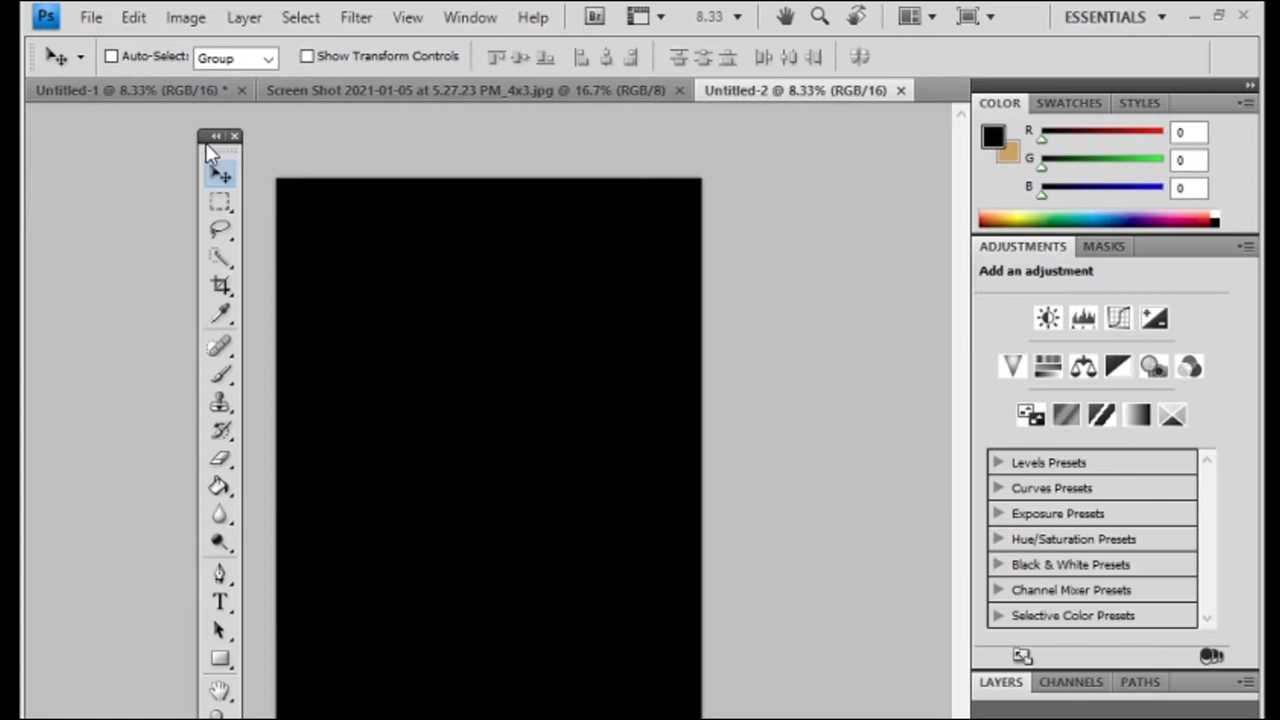 Ps File Edit Image Layer Select Filter View Window Help Br 8.33 ESSENTIALS
Auto-Select: Group Show Transform Controls
Untitled-1 @ 8.33% (RGB/16) * Screen Shot 2021-01-05 at 5.27.23 PM_4x3.jpg @ 16.7% (RGB/8) Untitled-2 @ 8.33% (RGB/16)
COLOR SWATCHES STYLES
R 0
G 0
B 0
ADJUSTMENTS MASKS
Add an adjustment
Levels Presets
Curves Presets
Exposure Presets
Hue/Saturation Presets
Black & White Presets
Channel Mixer Presets
Selective Color Presets
LAYERS CHANNELS PATHS